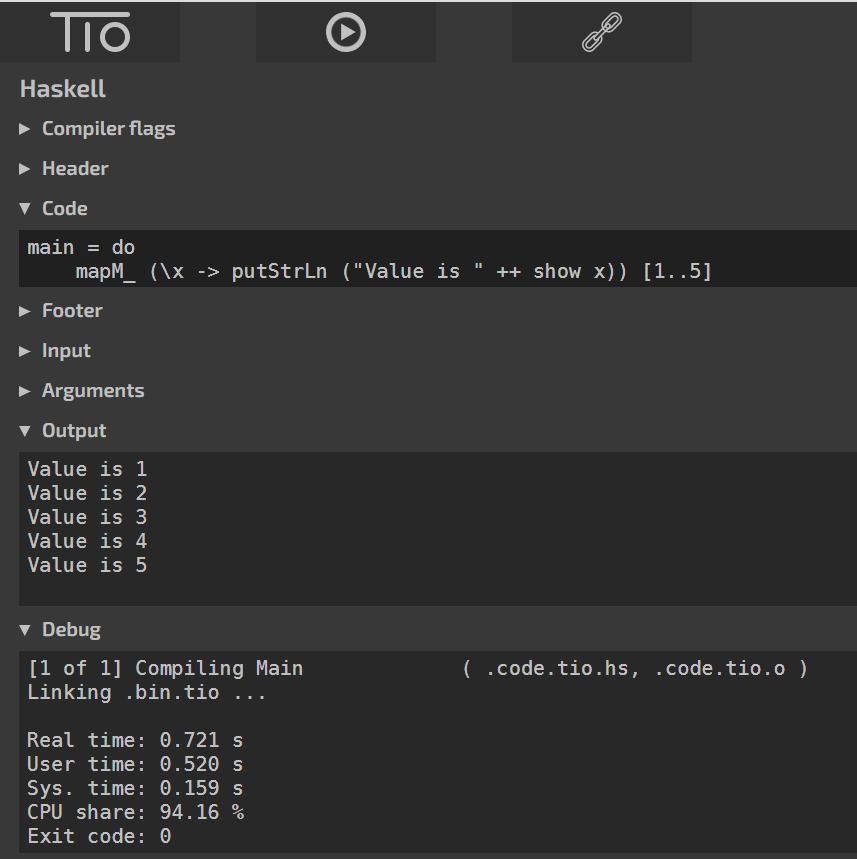 TIO
Haskell
► Compiler flags
► Header
▼ Code
main = do
    mapM_ (\x -> putStrLn ("Value is " ++ show x)) [1..5]
► Footer
► Input
► Arguments
▼ Output
Value is 1
Value is 2
Value is 3
Value is 4
Value is 5
▼ Debug
[1 of 1] Compiling Main             ( .code.tio.hs, .code.tio.o )
Linking .bin.tio ...
Real time: 0.721 s
User time: 0.520 s
Sys. time: 0.159 s
CPU share: 94.16 %
Exit code: 0